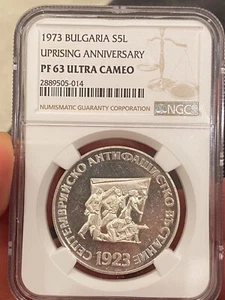 1973 BULGARIA S5L
UPRISING ANNIVERSARY
PF 63 ULTRA CAMEO
2889505-014
NUMISMATIC GUARANTY CORPORATION
NGC
СЕПТЕМВРИЙСКО АНТИФАШИСТКО ВЪСТАНИЕ
1923